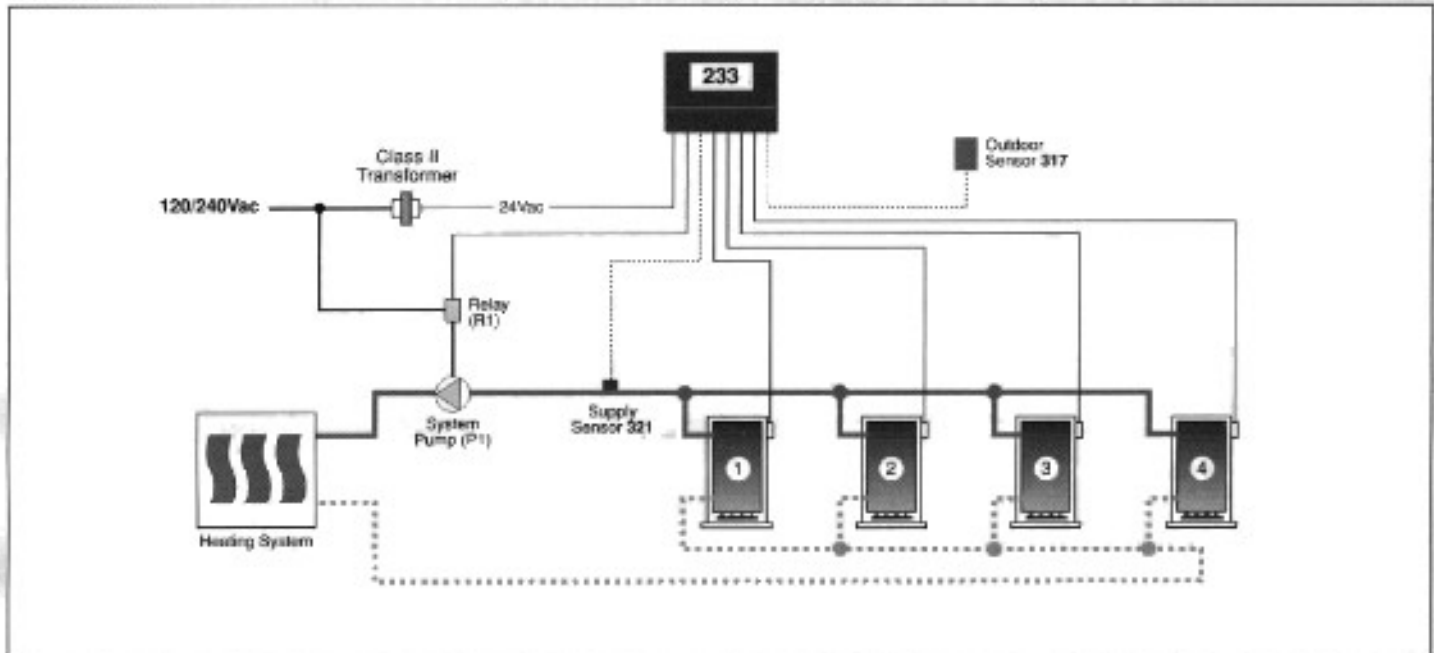 233
Outdoor
Sensor 317
Class II
Transformer
120/240Vac
24Vac
Relay
(R1)
System
Pump (P1)
Supply
Sensor 321
1
2
3
4
Heating System